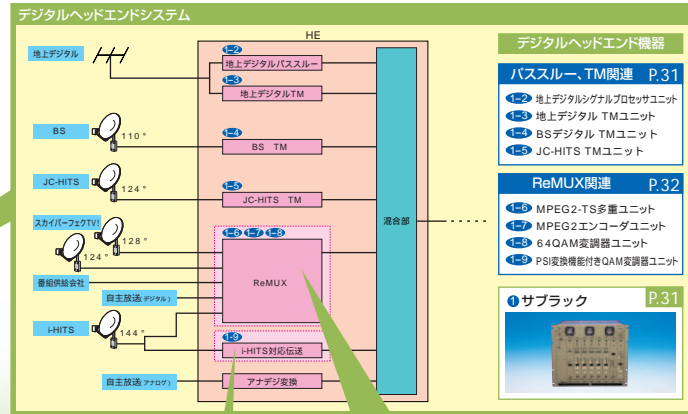 デジタルヘッドエンドシステム
HE
デジタルヘッドエンド機器
地上デジタル
1-2
地上デジタルパススルー
1-3
地上デジタルTM
BS
110°
1-4
BS TM
JC-HITS
124°
1-5
JC-HITS TM
混合部
スカイパーフェクTV!
128°
124°
1-6 1-7 1-8
ReMUX
番組供給会社
自主放送(デジタル)
i-HITS
144°
1-9
i-HITS対応伝送
自主放送(アナログ)
アナデジ変換
パススルー、TM関連 P.31
1-2 地上デジタルシグナルプロセッサユニット
1-3 地上デジタル TMユニット
1-4 BSデジタル TMユニット
1-5 JC-HITS TMユニット
ReMUX関連 P.32
1-6 MPEG2-TS多重ユニット
1-7 MPEG2エンコーダユニット
1-8 64QAM変調器ユニット
1-9 PSI変換機能付きQAM変調器ユニット
1 サブラック P.31